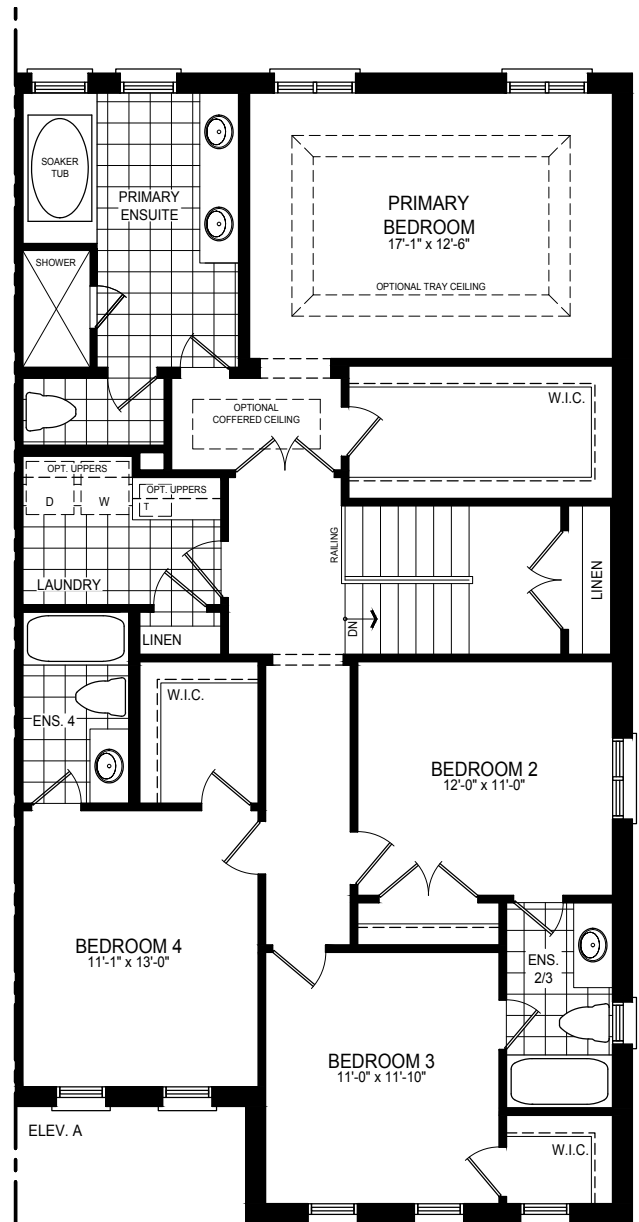 SOAKER
TUB
PRIMARY
ENSUITE
PRIMARY
BEDROOM
17'-1" x 12'-6"
OPTIONAL TRAY CEILING
SHOWER
OPTIONAL
COFFERED CEILING
W.I.C.
OPT. UPPERS
D
W
OPT. UPPERS
T
LAUNDRY
LINEN
RAILING
DN
LINEN
ENS. 4
W.I.C.
BEDROOM 2
12'-0" x 11'-0"
BEDROOM 4
11'-1" x 13'-0"
ENS.
2/3
BEDROOM 3
11'-0" x 11'-10"
ELEV. A
W.I.C.